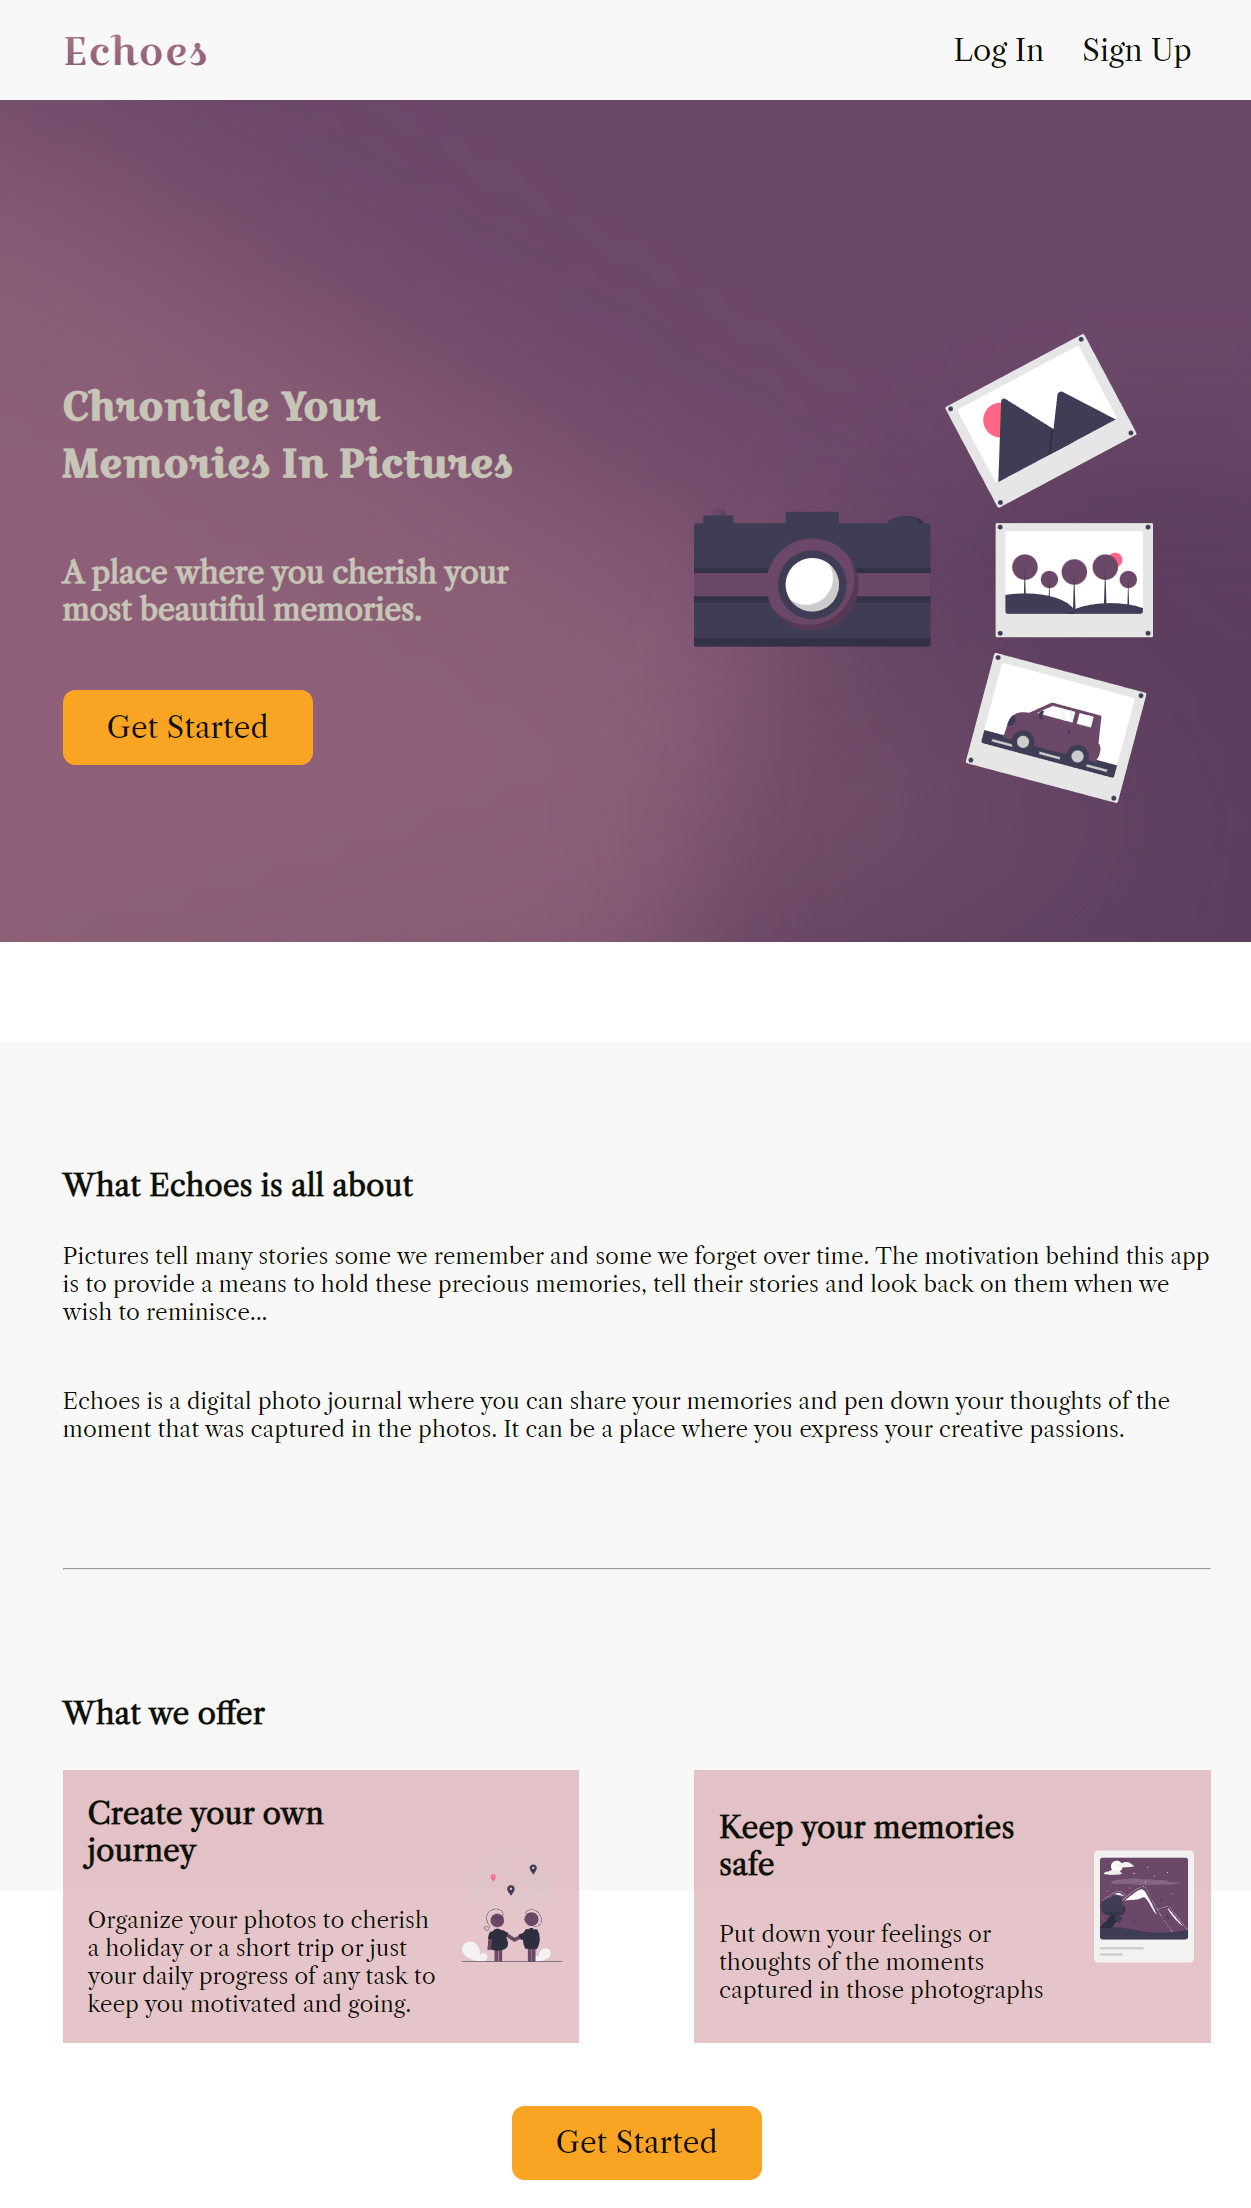 Echoes
Log In
Sign Up
Chronicle Your
Memories In Pictures
A place where you cherish your
most beautiful memories.
Get Started
What Echoes is all about
Pictures tell many stories some we remember and some we forget over time. The motivation behind this app
is to provide a means to hold these precious memories, tell their stories and look back on them when we
wish to reminisce...
Echoes is a digital photo journal where you can share your memories and pen down your thoughts of the
moment that was captured in the photos. It can be a place where you express your creative passions.
What we offer
Create your own
journey
Organize your photos to cherish
a holiday or a short trip or just
your daily progress of any task to
keep you motivated and going.
Keep your memories
safe
Put down your feelings or
thoughts of the moments
captured in those photographs
Get Started